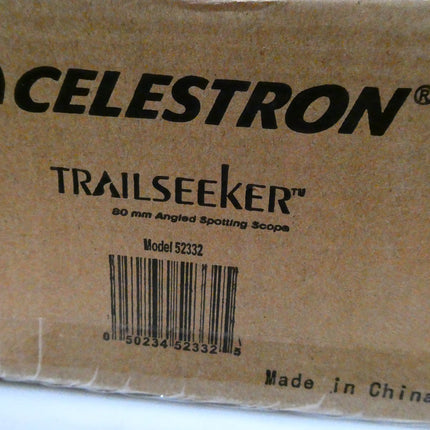 CELESTRON®
TRAILSEEKER™
80 mm Angled Spotting Scope
Model 52332
0 50234 52332 5
Made in China